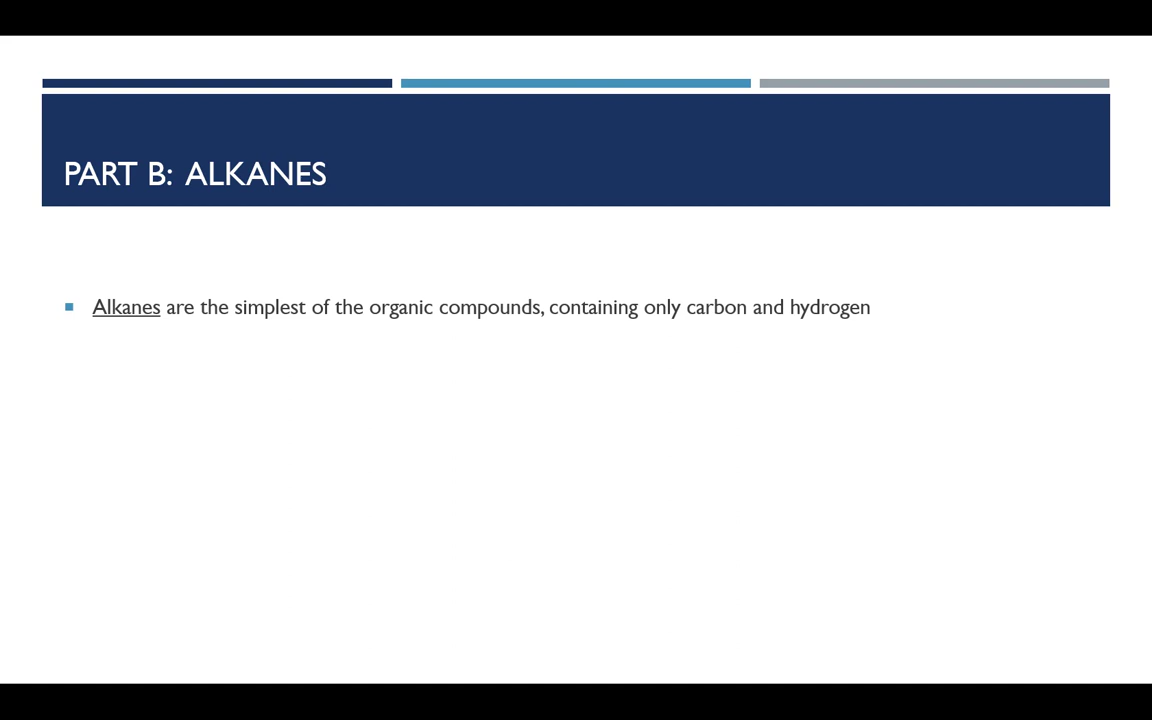 PART B: ALKANES
Alkanes are the simplest of the organic compounds, containing only carbon and hydrogen